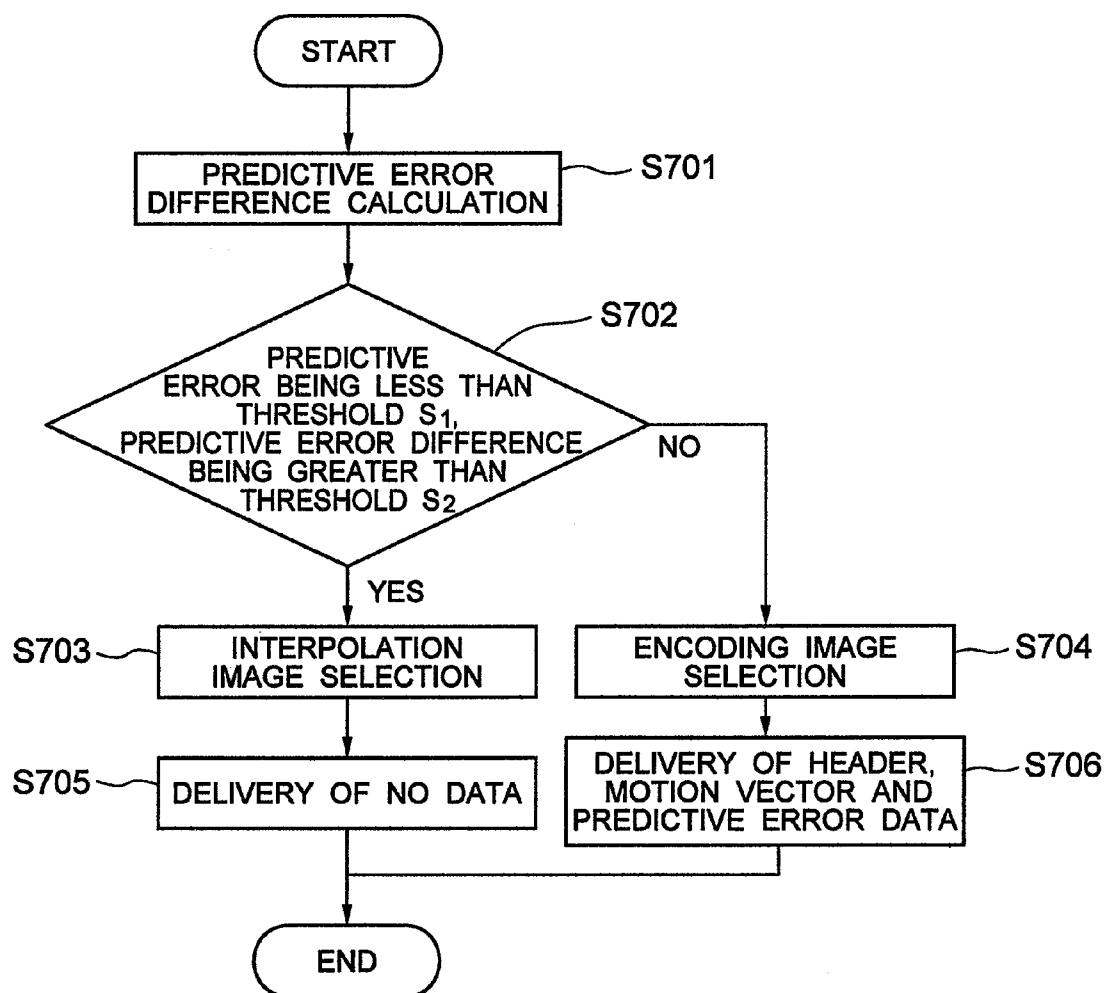 START
PREDICTIVE ERROR
DIFFERENCE CALCULATION
S701
S702
PREDICTIVE
ERROR BEING LESS THAN
THRESHOLD S1,
PREDICTIVE ERROR DIFFERENCE
BEING GREATER THAN
THRESHOLD S2
NO
YES
S703
INTERPOLATION
IMAGE SELECTION
ENCODING IMAGE
SELECTION
S704
S705
DELIVERY OF NO DATA
DELIVERY OF HEADER,
MOTION VECTOR AND
PREDICTIVE ERROR DATA
S706
END